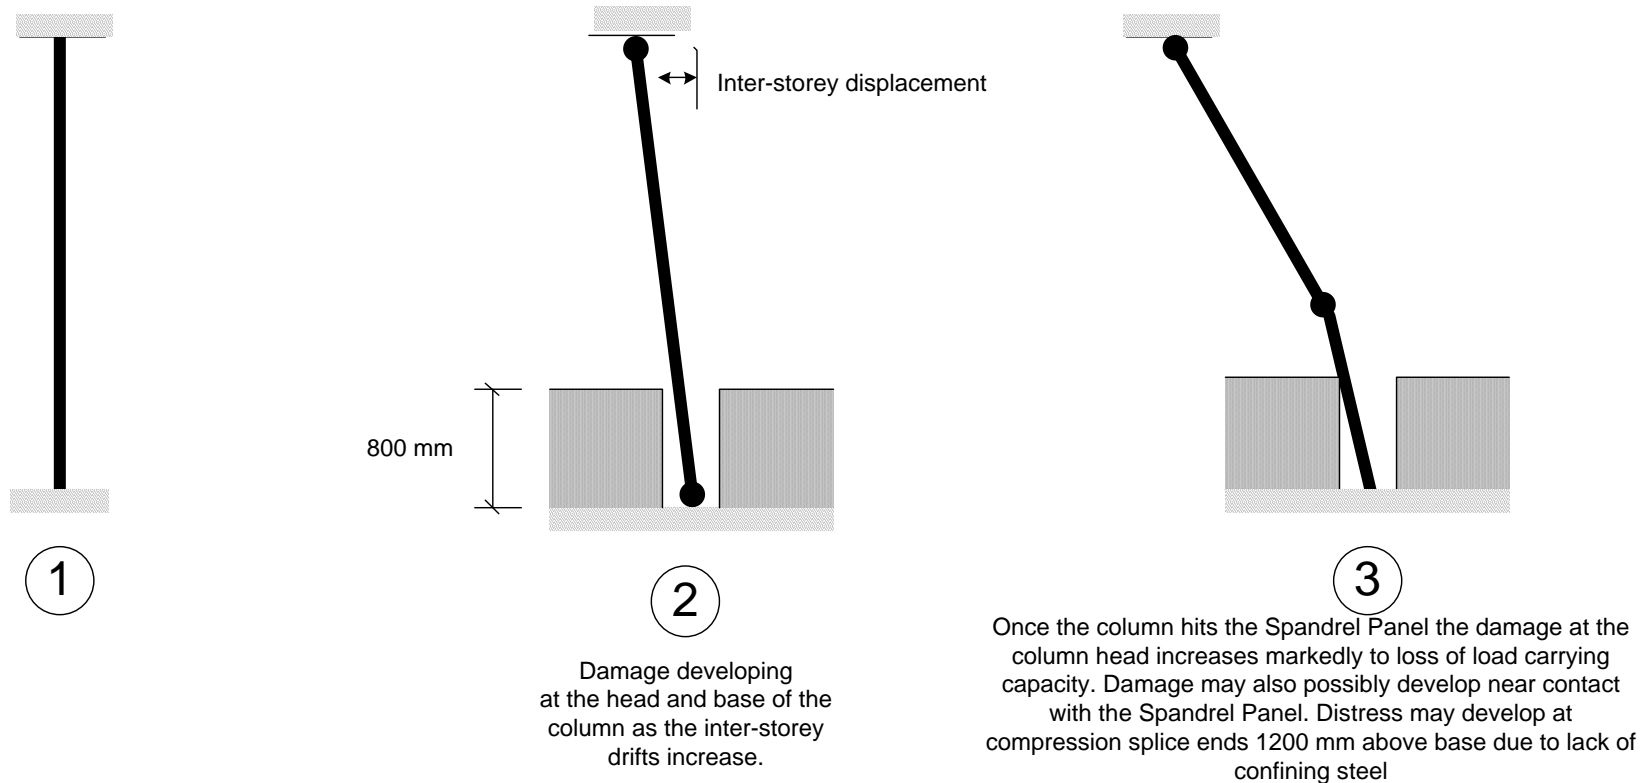 Inter-storey displacement
800 mm
1
2
3
Damage developing
at the head and base of the
column as the inter-storey
drifts increase.
Once the column hits the Spandrel Panel the damage at the
column head increases markedly to loss of load carrying
capacity. Damage may also possibly develop near contact
with the Spandrel Panel. Distress may develop at
compression splice ends 1200 mm above base due to lack of
confining steel